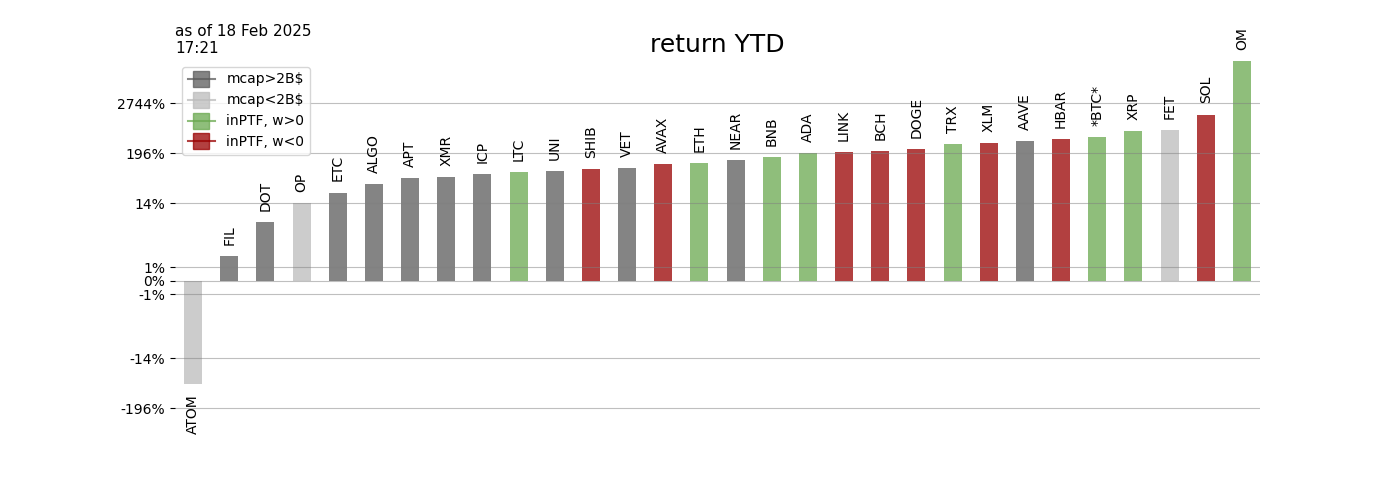 as of 18 Feb 2025
17:21
return YTD
mcap>2B$
mcap<2B$
inPTF, w>0
inPTF, w<0
2744%
196%
14%
1%
0%
-1%
-14%
-196%
ATOM
FIL
DOT
OP
ETC
ALGO
APT
XMR
ICP
LTC
UNI
SHIB
VET
AVAX
ETH
NEAR
BNB
ADA
LINK
BCH
DOGE
TRX
XLM
AAVE
HBAR
*BTC*
XRP
FET
SOL
OM